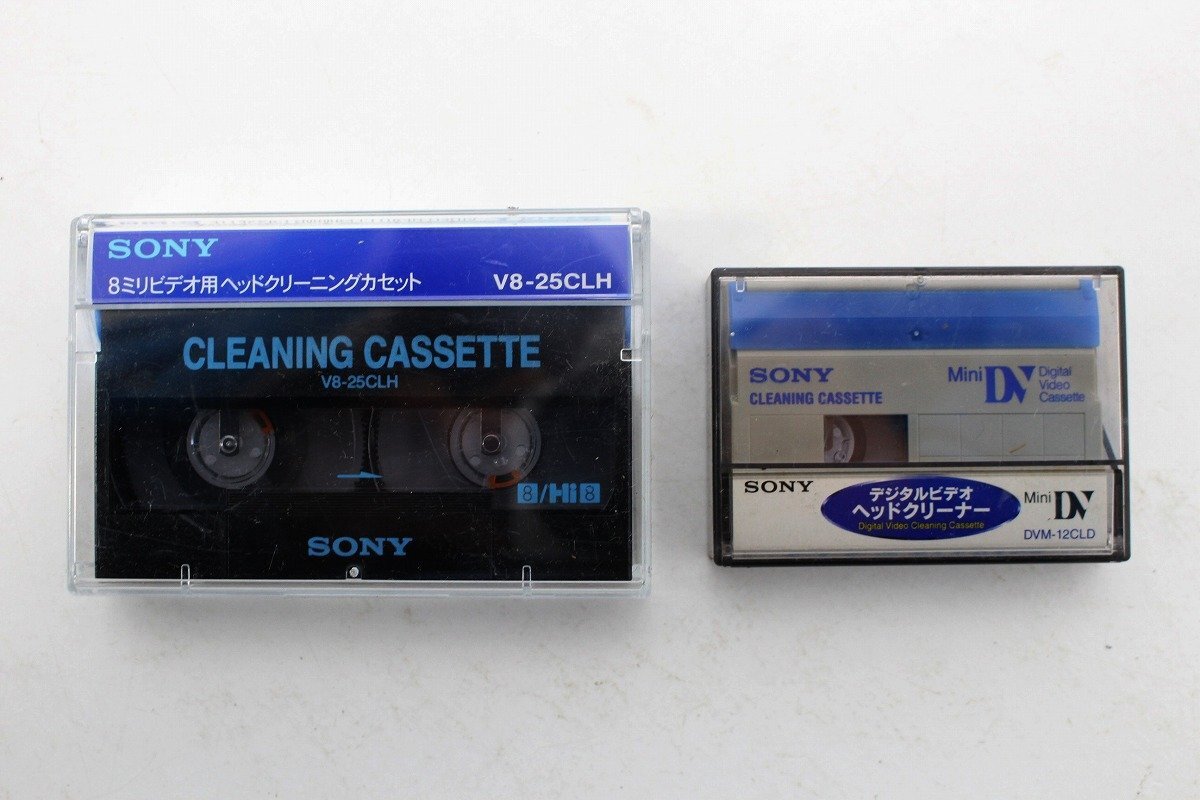 SONY
8ミリビデオ用ヘッドクリーニングカセット V8-25CLH
CLEANING CASSETTE
V8-25CLH
8/Hi8
SONY
SONY
CLEANING CASSETTE
Mini DV
Digital
Video
Cassette
SONY
デジタルビデオ
ヘッドクリーナー
Digital Video Cleaning Cassette
Mini DV
DVM-12CLD